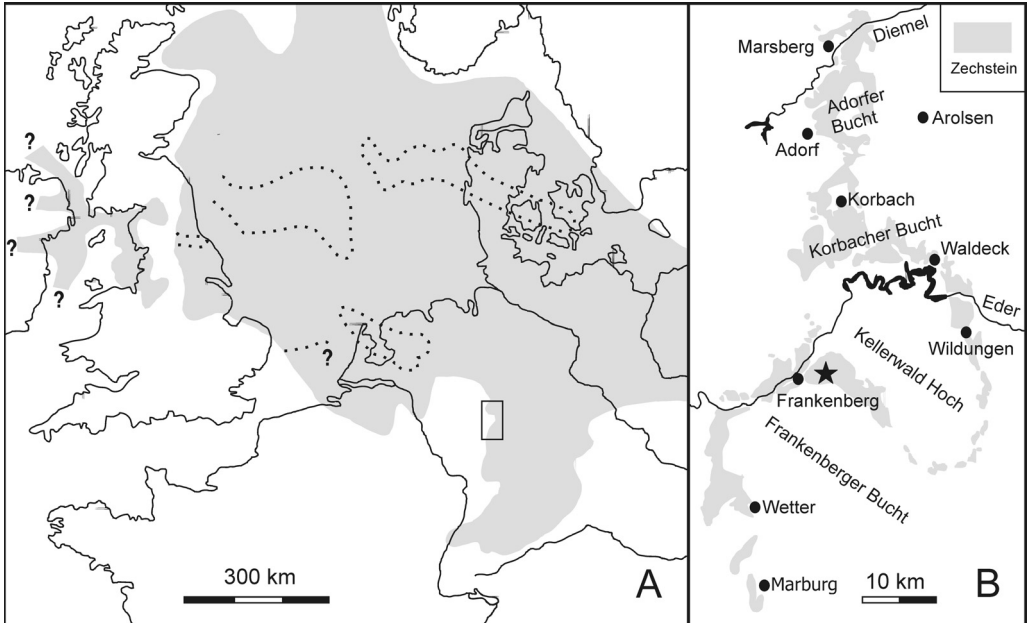 ?
?
?
?
?
300 km
A
Diemel
Marsberg
Zechstein
Adorfer
Bucht
Arolsen
Adorf
Korbach
Korbacher Bucht
Waldeck
Eder
Wildungen
Kellerwald Hoch
Frankenberg
Frankenberger Bucht
Wetter
Marburg
10 km
B